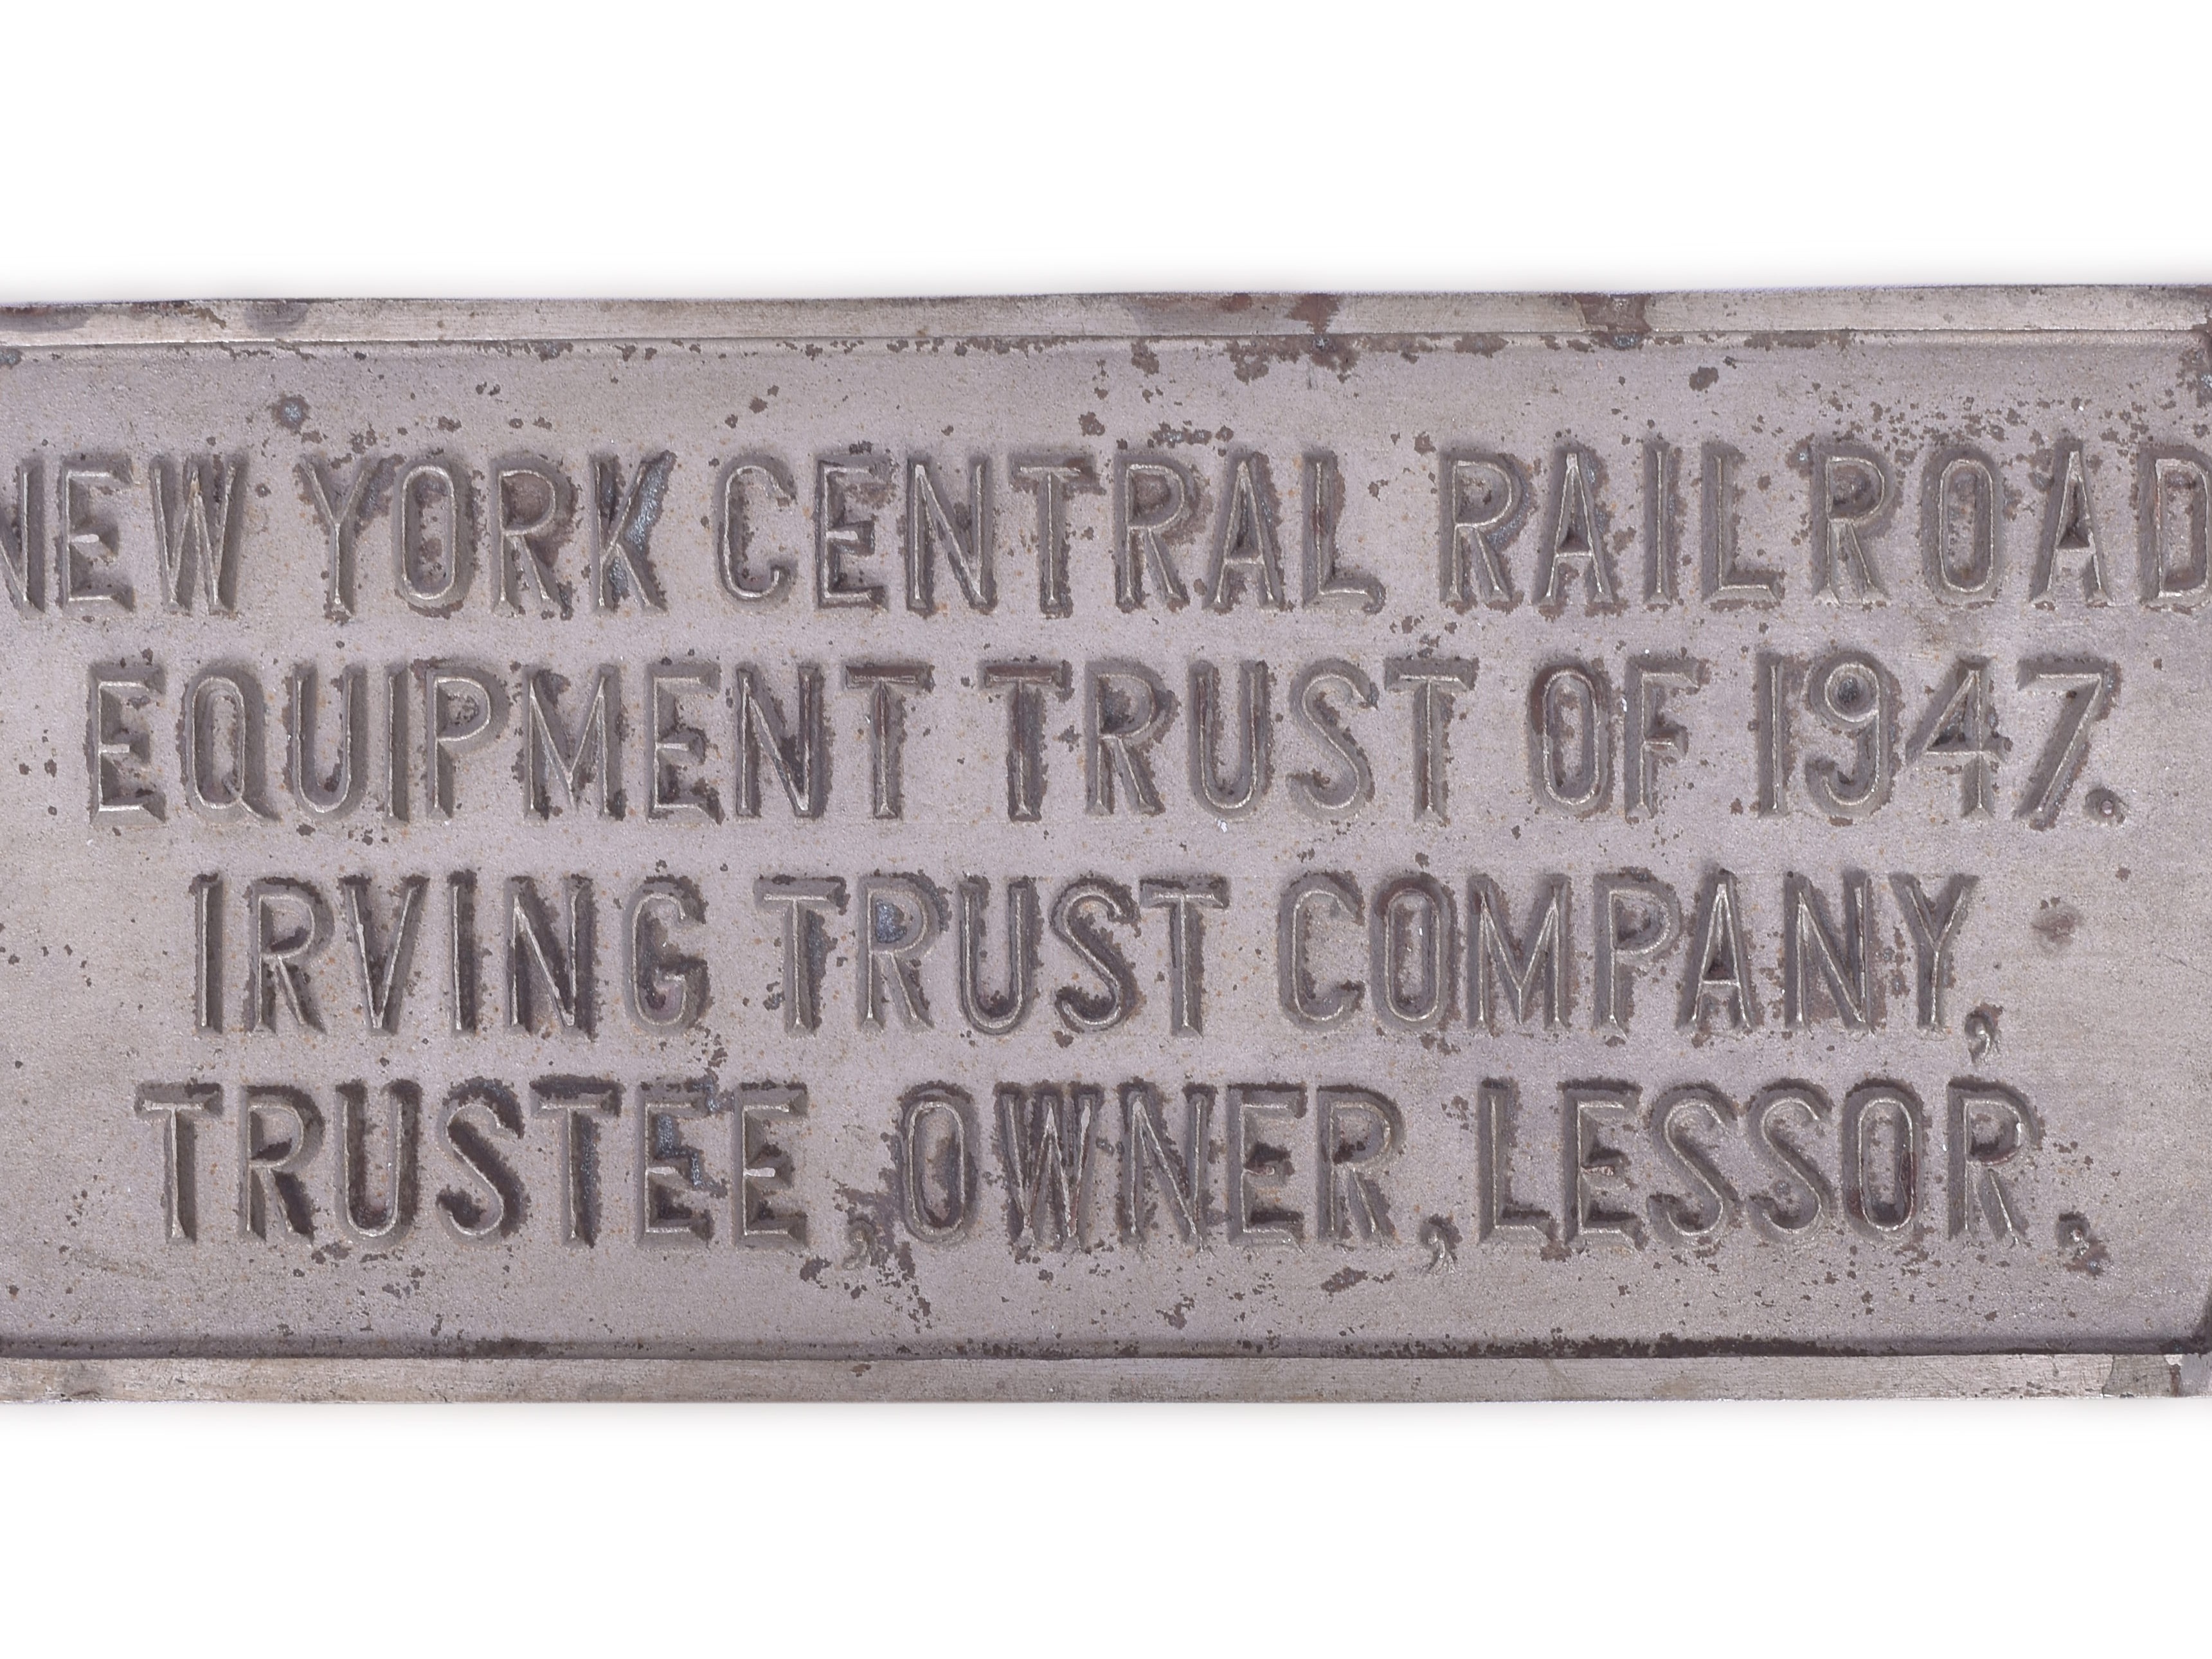 NEW YORK CENTRAL RAILROAD
EQUIPMENT TRUST OF 1947.
IRVING TRUST COMPANY,
TRUSTEE, OWNER, LESSOR.